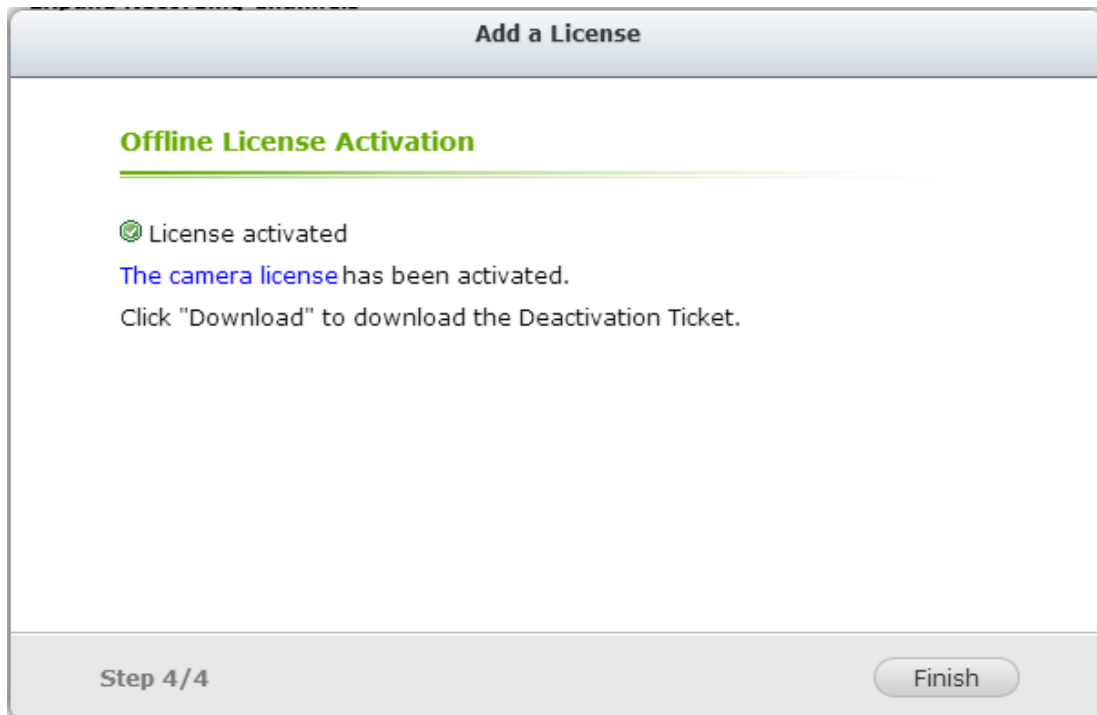 Add a License
Offline License Activation
License activated
The camera license has been activated.
Click "Download" to download the Deactivation Ticket.
Step 4/4
Finish